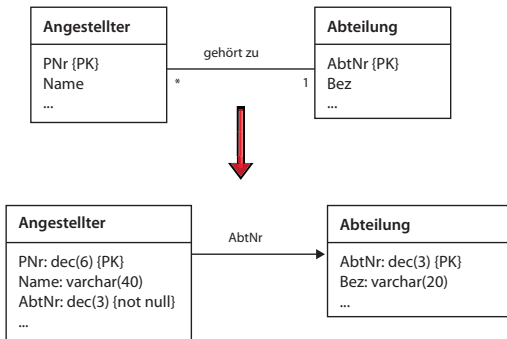 Angestellter
PNr {PK}
Name
...
gehört zu
*
1
Abteilung
AbtNr {PK}
Bez
...
Angestellter
PNr: dec(6) {PK}
Name: varchar(40)
AbtNr: dec(3) {not null}
...
AbtNr
Abteilung
AbtNr: dec(3) {PK}
Bez: varchar(20)
...